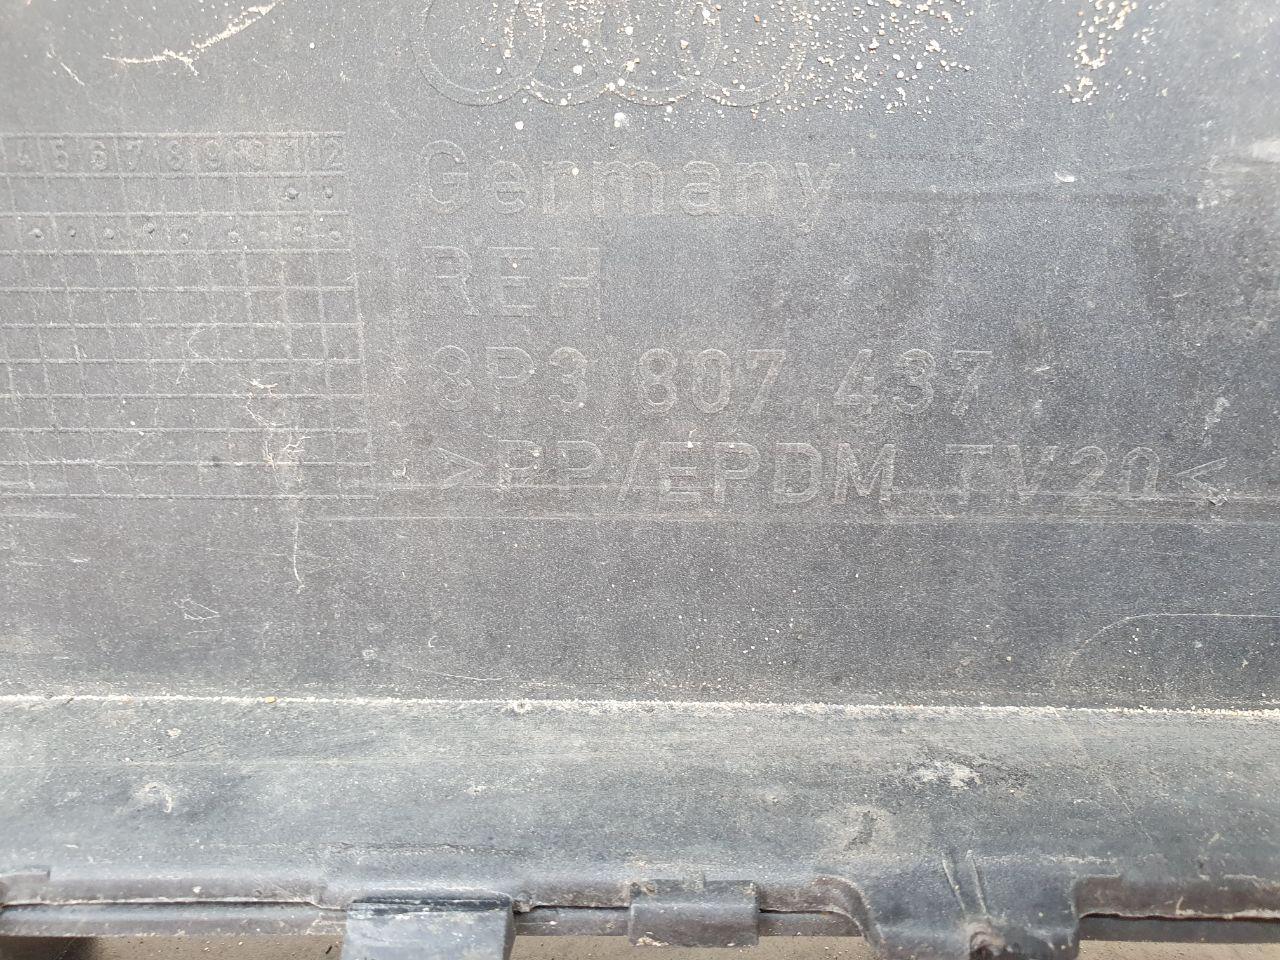 4 5 6 7 8 9 10 11 12
Germany
REH
8P3 807 437
>PP/EPDM TV20<